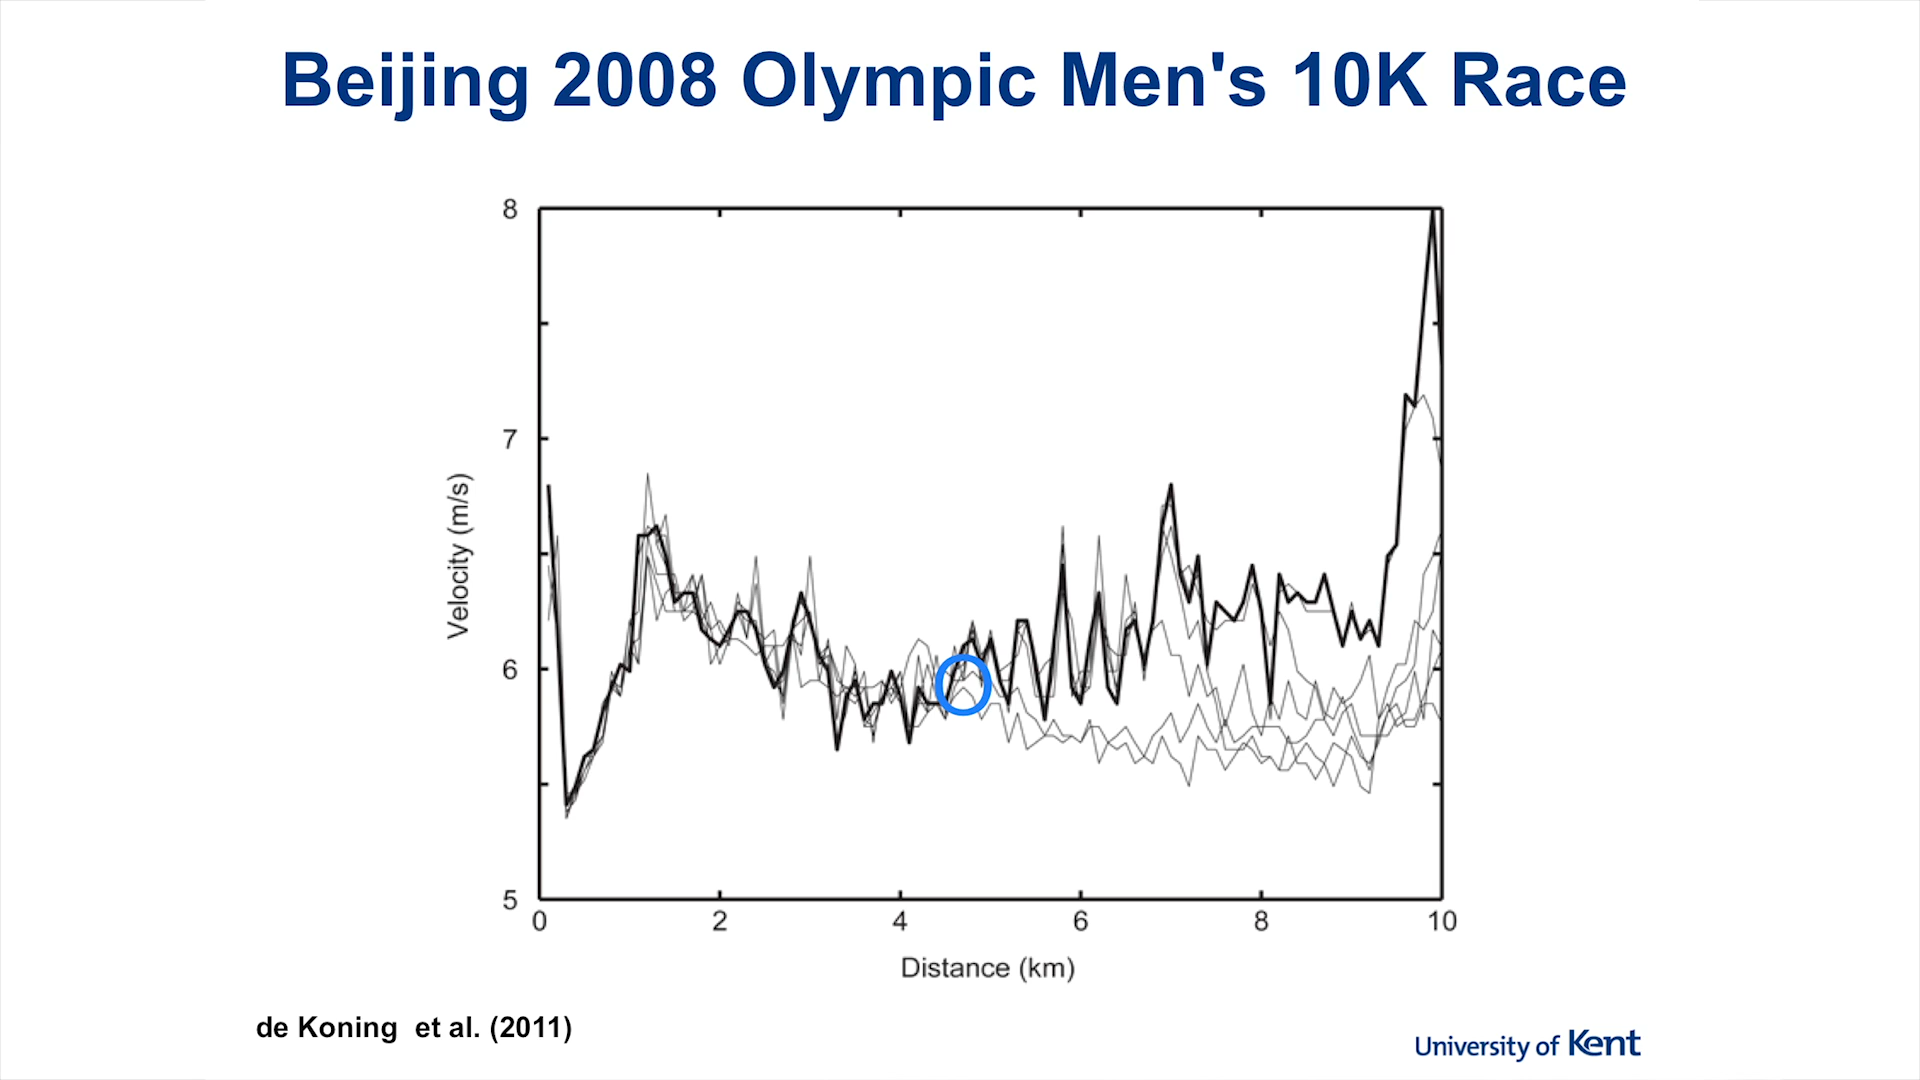 Beijing 2008 Olympic Men's 10K Race
8
7
6
5
Velocity (m/s)
0 2 4 6 8 10
Distance (km)
de Koning et al. (2011)
University of Kent